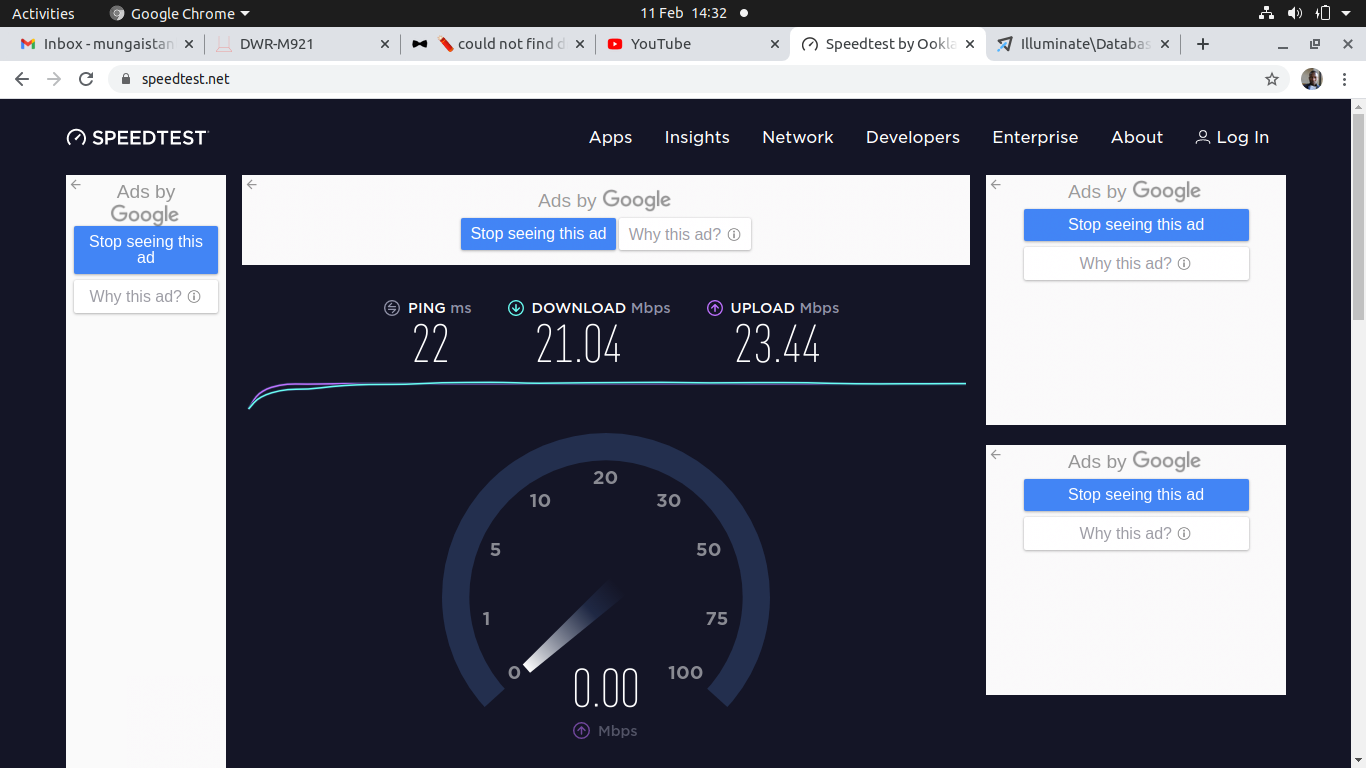 Activities
Google Chrome
11 Feb 14:32
Inbox - mungaistan
DWR-M921
could not find d
YouTube
Speedtest by Ookla
Illuminate\Databas
speedtest.net
SPEEDTEST
Apps
Insights
Network
Developers
Enterprise
About
Log In
Ads by
Google
Stop seeing this
ad
Why this ad?
Ads by Google
Stop seeing this ad
Why this ad?
Ads by Google
Stop seeing this ad
Why this ad?
PING ms
22
DOWNLOAD Mbps
21.04
UPLOAD Mbps
23.44
0
1
5
10
20
30
50
75
100
0.00
Mbps
Ads by Google
Stop seeing this ad
Why this ad?